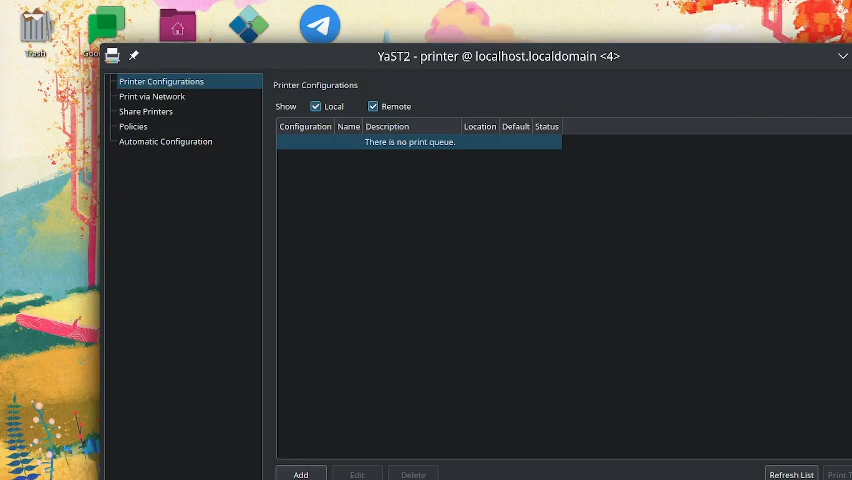 Trash
YaST2 - printer @ localhost.localdomain <4>
Printer Configurations
Print via Network
Share Printers
Policies
Automatic Configuration
Printer Configurations
Show Local Remote
Configuration Name Description Location Default Status
There is no print queue.
Add Edit Delete Refresh List Print